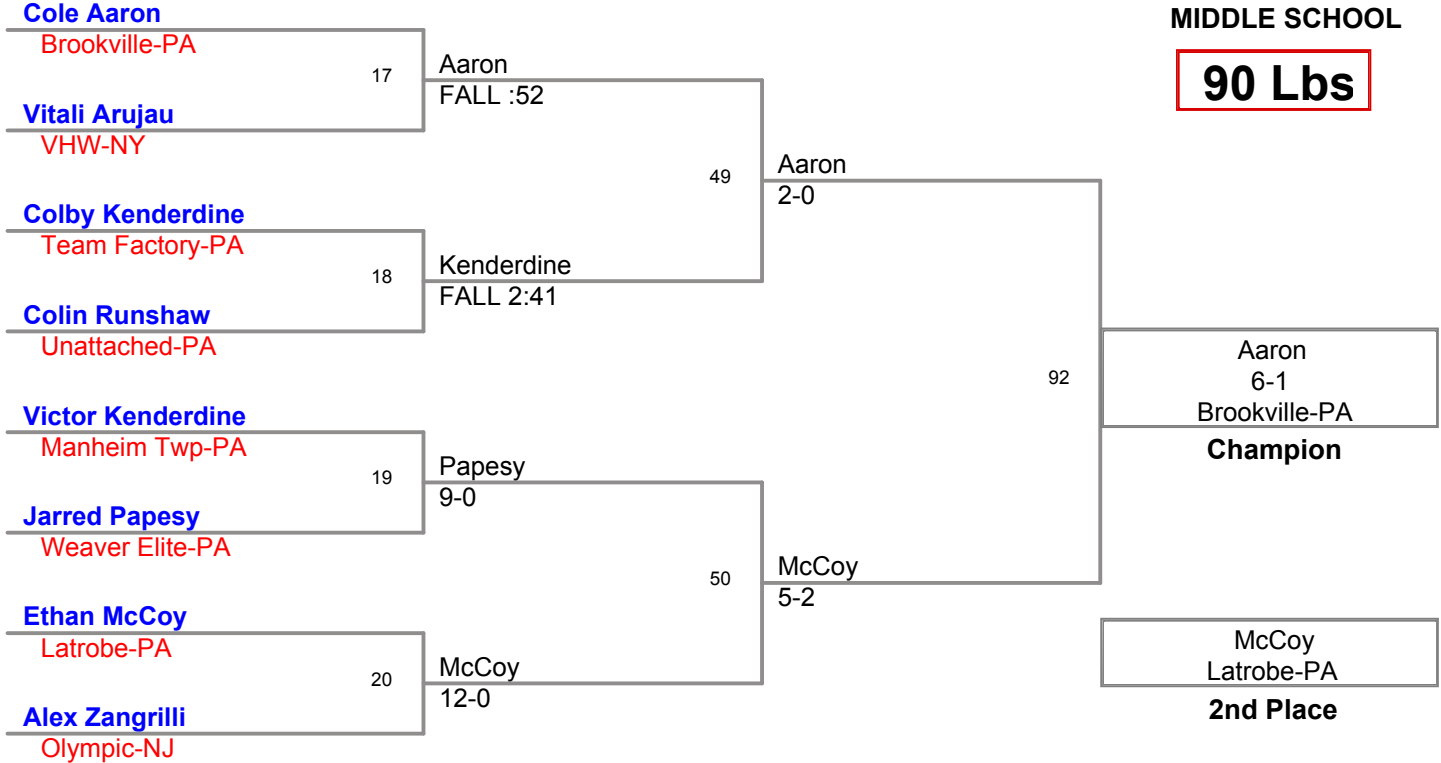 MIDDLE SCHOOL
90 Lbs
Cole Aaron
Brookville-PA
17
Vitali Arujau
VHW-NY
Aaron
FALL :52
Colby Kenderdine
Team Factory-PA
18
Colin Runshaw
Unattached-PA
Kenderdine
FALL 2:41
49
Aaron
2-0
Victor Kenderdine
Manheim Twp-PA
19
Jarred Papesy
Weaver Elite-PA
Papesy
9-0
Ethan McCoy
Latrobe-PA
20
Alex Zangrilli
Olympic-NJ
McCoy
12-0
50
McCoy
5-2
92
Aaron
6-1
Brookville-PA
Champion
McCoy
Latrobe-PA
2nd Place